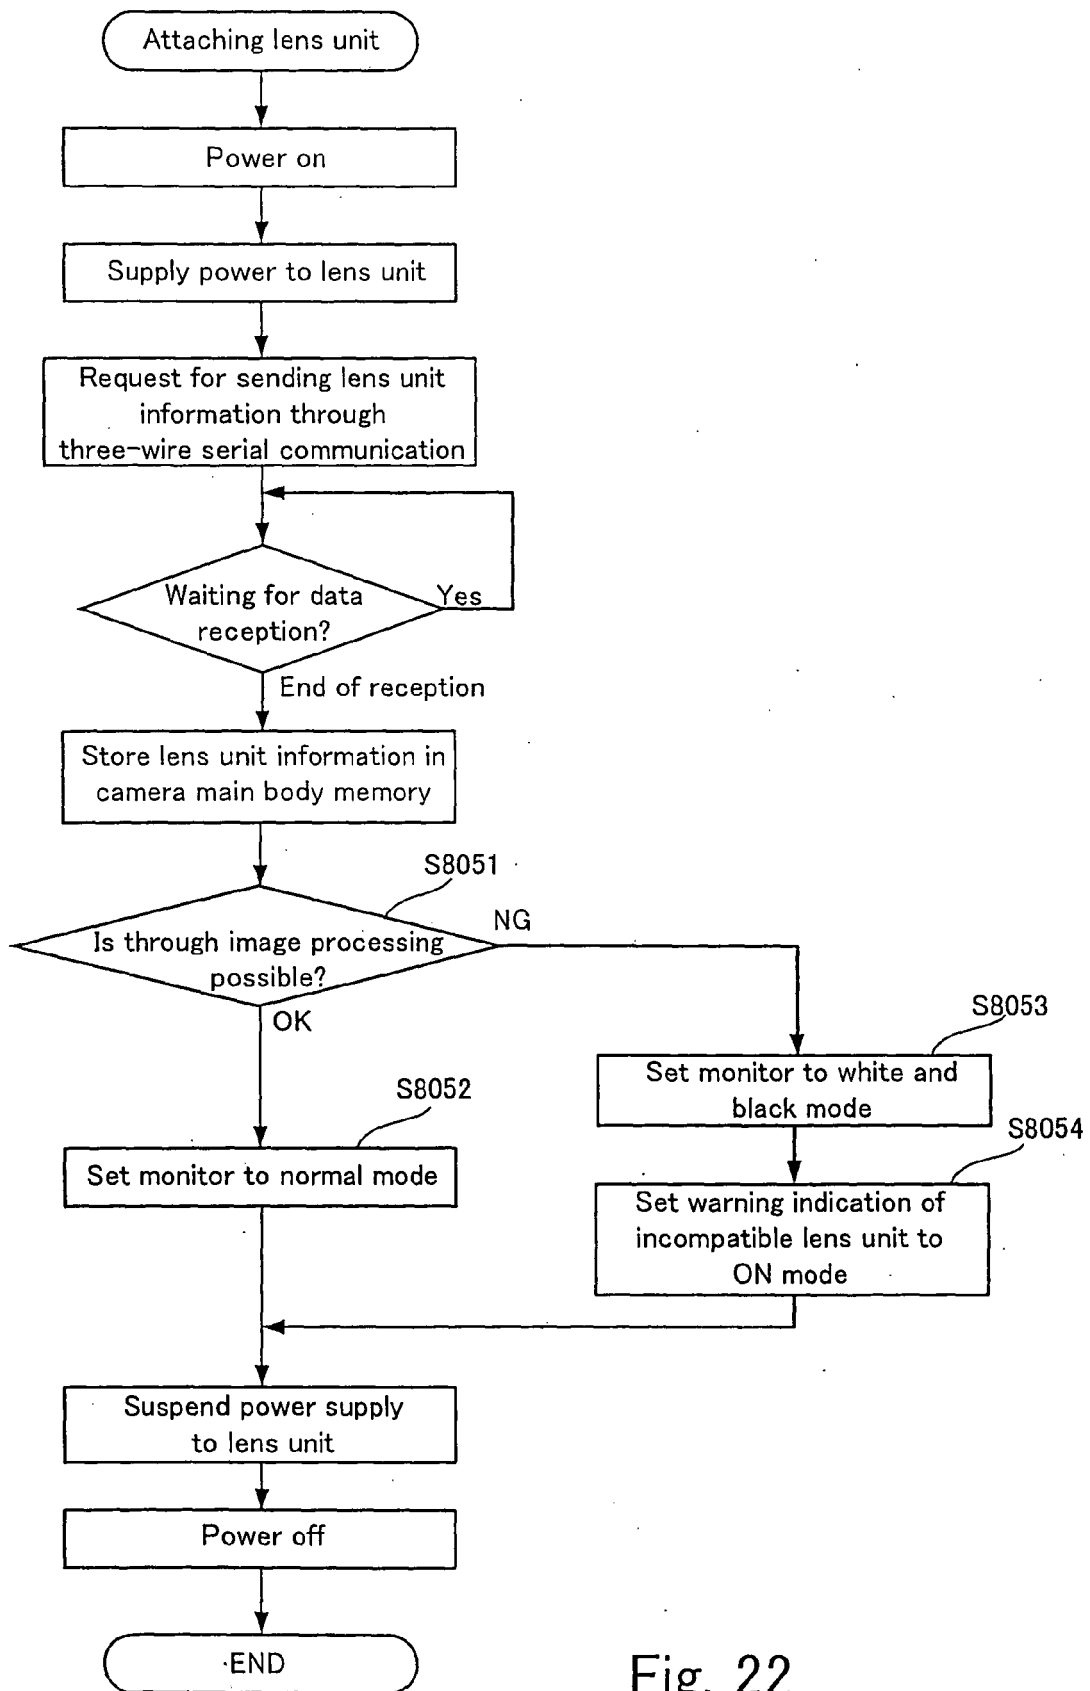 Attaching lens unit
Power on
Supply power to lens unit
Request for sending lens unit
information through
three-wire serial communication
Waiting for data
reception?
Yes
End of reception
Store lens unit information in
camera main body memory
S8051
Is through image processing
possible?
NG
OK
S8053
Set monitor to white and
black mode
S8052
Set monitor to normal mode
S8054
Set warning indication of
incompatible lens unit to
ON mode
Suspend power supply
to lens unit
Power off
END
Fig. 22